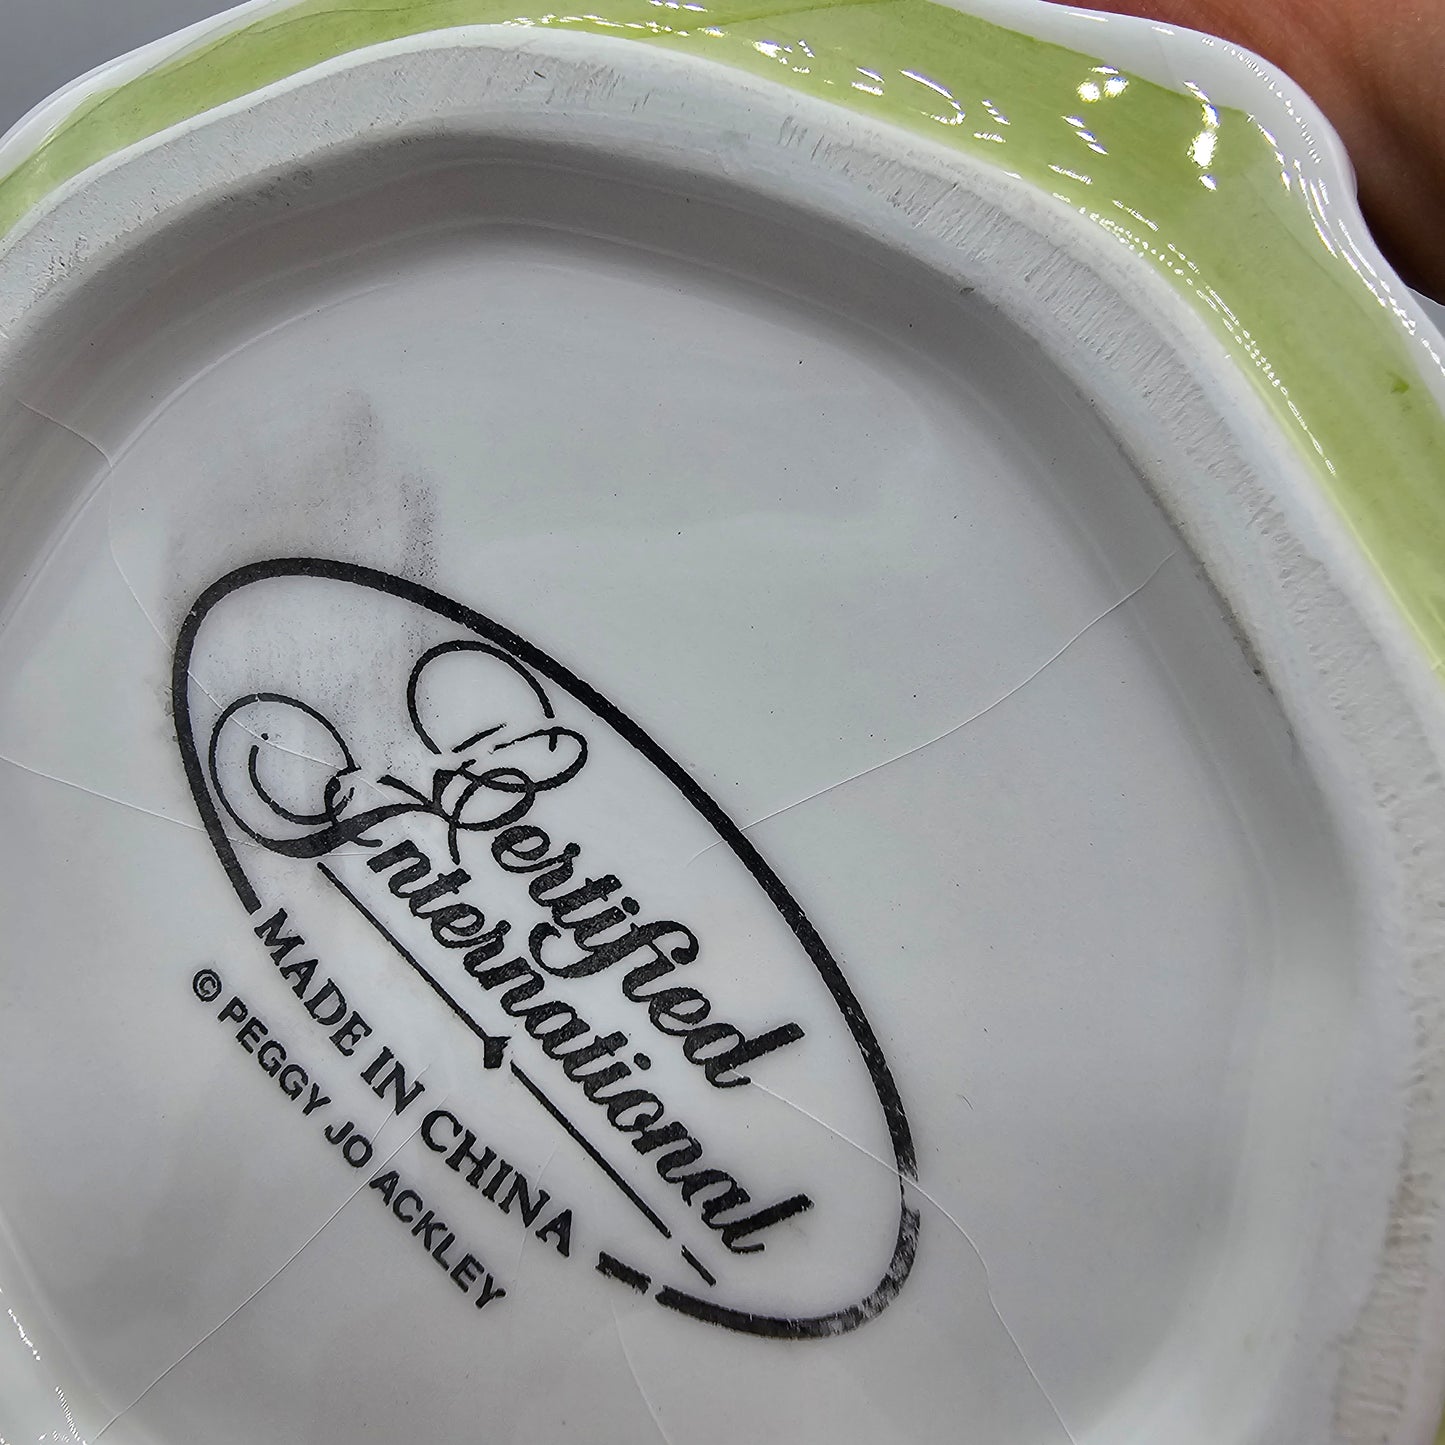 Certified
International
MADE IN CHINA
© PEGGY JO ACKLEY